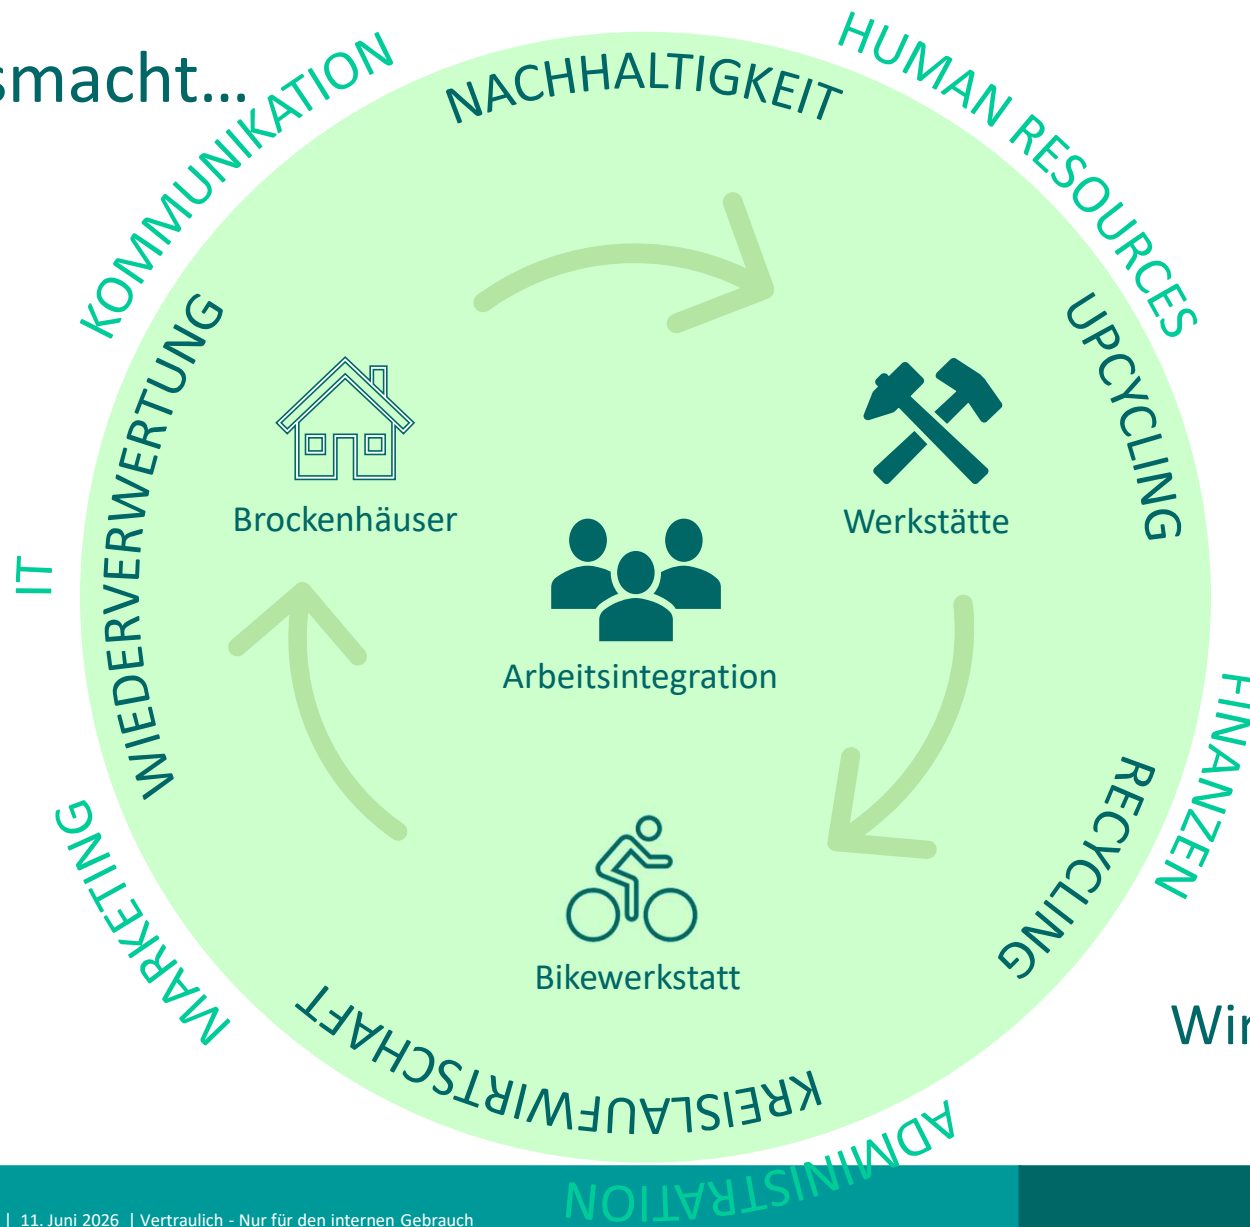 smacht...
KOMMUNIKATION
HUMAN RESOURCES
NACHHALTIGKEIT
UPCYCLING
WIEDERVERWERTUNG
Brockenhäuser
Werkstätte
IT
Arbeitsintegration
FINANZEN
RECYCLING
MARKETING
Bikewerkstatt
KREISLAUFWIRTSCHAFT
Wir
ADMINISTRATION
| 11. Juni 2026 | Vertraulich - Nur für den internen Gebrauch